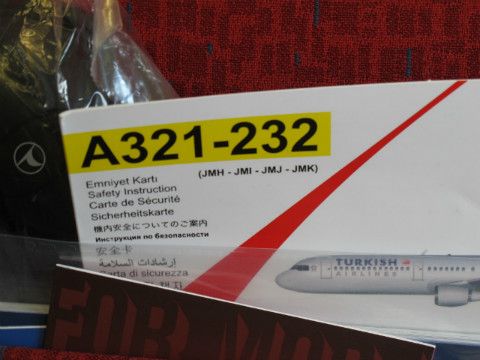 A321-232
(JMH - JMI - JMJ - JMK)
Emniyet Kartı
Safety Instruction
Carte de Sécurité
Sicherheitskarte
機内安全についてのご案内
Инструкция по безопасности
安全卡
إرشادات السلامة
Carta di sicurezza
TURKISH
AIRLINES
FOR